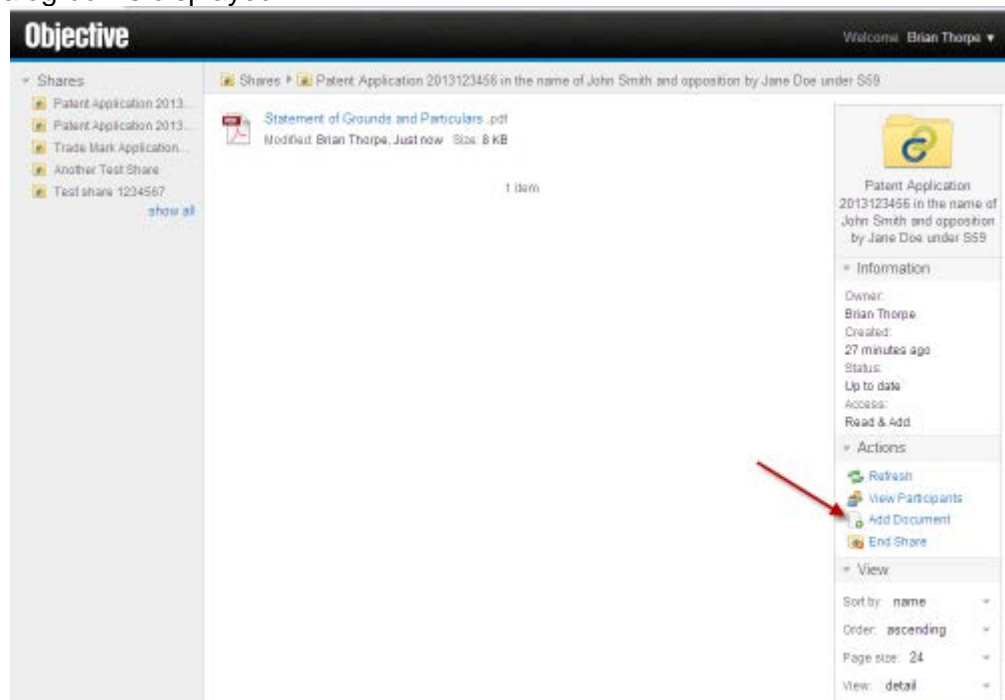 Objective
Welcome Brian Thorpe
Shares
Patent Application 2013...
Patent Application 2013...
Trade Mark Application...
Another Test Share
Test share 1234567
show all
Shares Patent Application 2013123456 in the name of John Smith and opposition by Jane Doe under S59
Statement of Grounds and Particulars .pdf
Modified: Brian Thorpe, Just now Size: 8 KB
1 item
Patent Application
2013123456 in the name of
John Smith and opposition
by Jane Doe under S59
Information
Owner:
Brian Thorpe
Created:
27 minutes ago
Status:
Up to date
Access:
Read & Add
Actions
Refresh
View Participants
Add Document
End Share
View
Sort by: name
Order: ascending
Page size: 24
View: detail